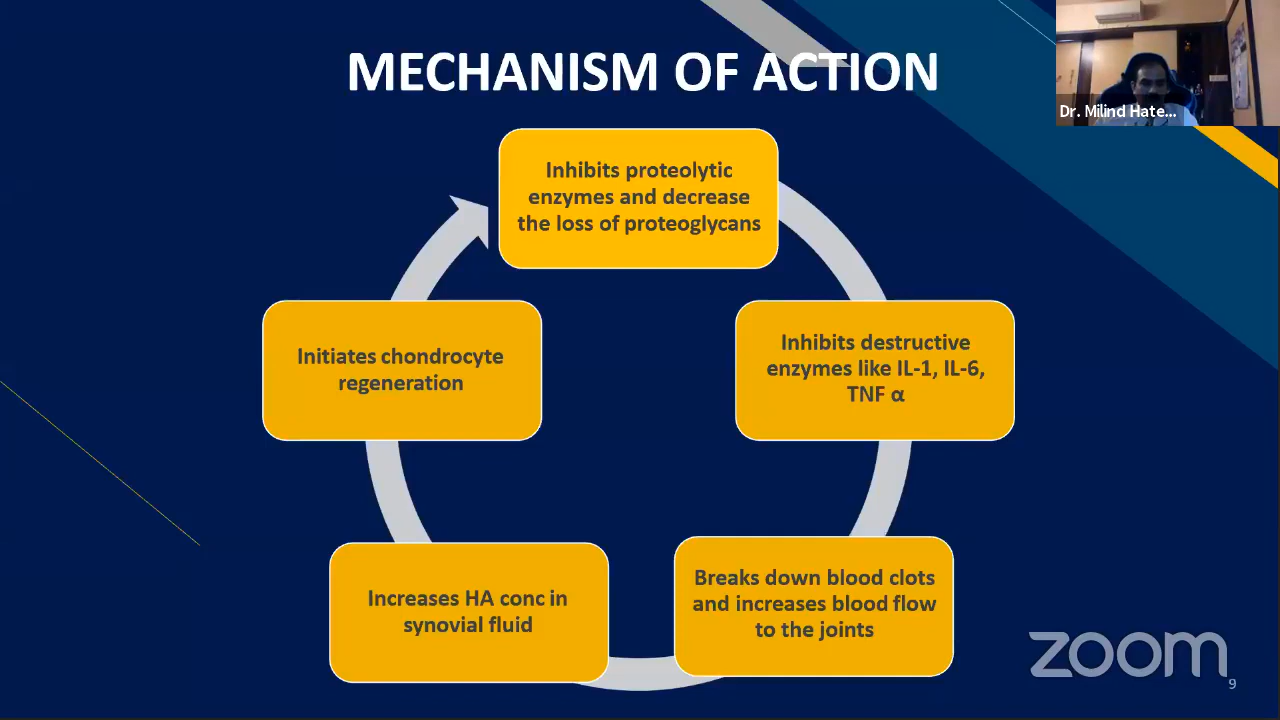 MECHANISM OF ACTION
Dr. Milind Hate...
Inhibits proteolytic
enzymes and decrease
the loss of proteoglycans
Inhibits destructive
enzymes like IL-1, IL-6,
TNF α
Breaks down blood clots
and increases blood flow
to the joints
Increases HA conc in
synovial fluid
Initiates chondrocyte
regeneration
zoom
9